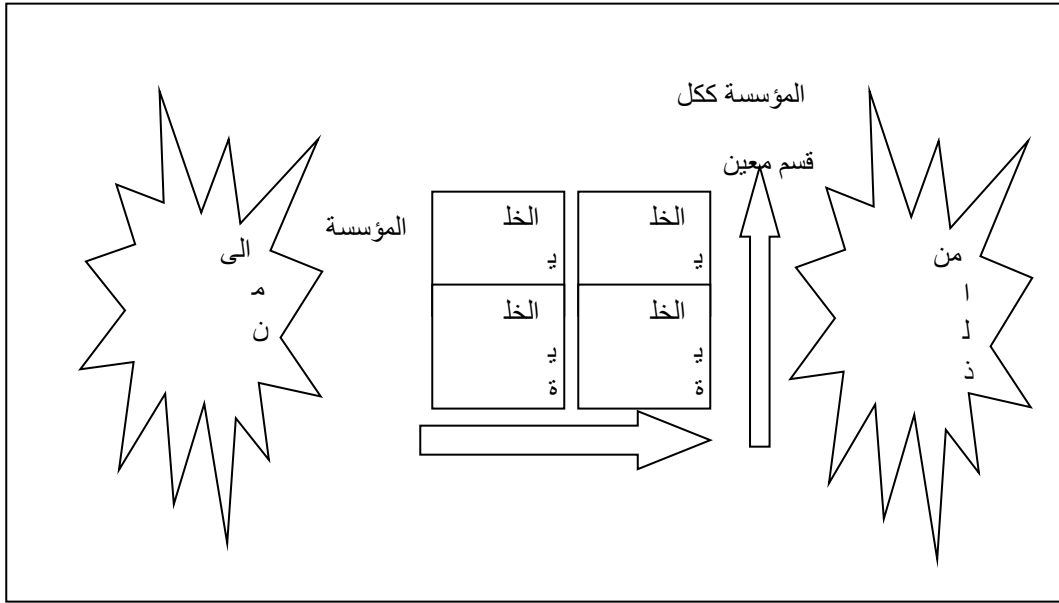 المؤسسة ككل
قسم معين
المؤسسة
من
ا
ل
ذ
الخل
ي
الخل
ي
الخل
ي
ة
الخل
ي
ة
الى
م
ن